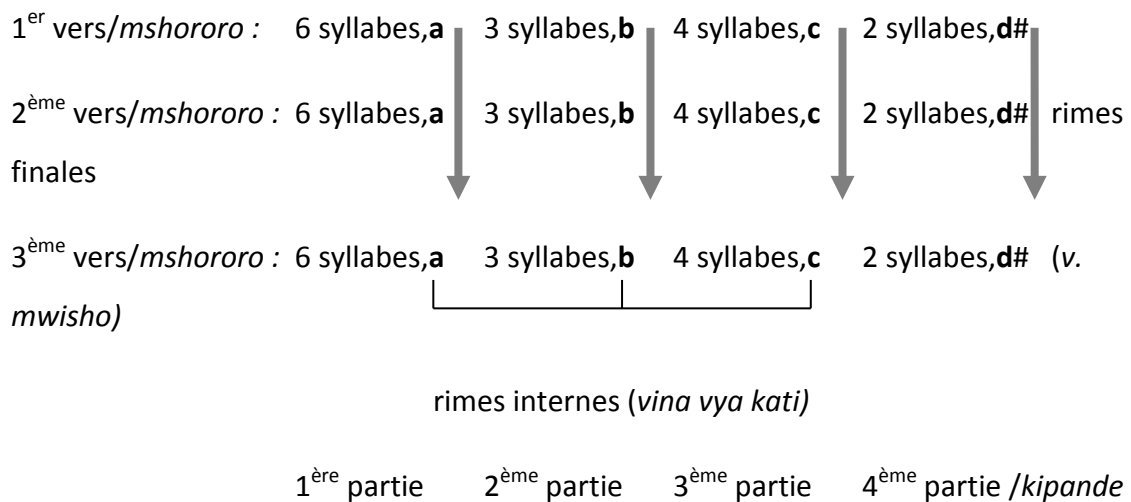 1er vers/mshororo : 6 syllabes,a 3 syllabes,b 4 syllabes,c 2 syllabes,d#
2ème vers/mshororo : 6 syllabes,a 3 syllabes,b 4 syllabes,c 2 syllabes,d# rimes
finales
3ème vers/mshororo : 6 syllabes,a 3 syllabes,b 4 syllabes,c 2 syllabes,d# (v.
mwisho)
rimes internes (vina vya kati)
1ère partie 2ème partie 3ème partie 4ème partie /kipande